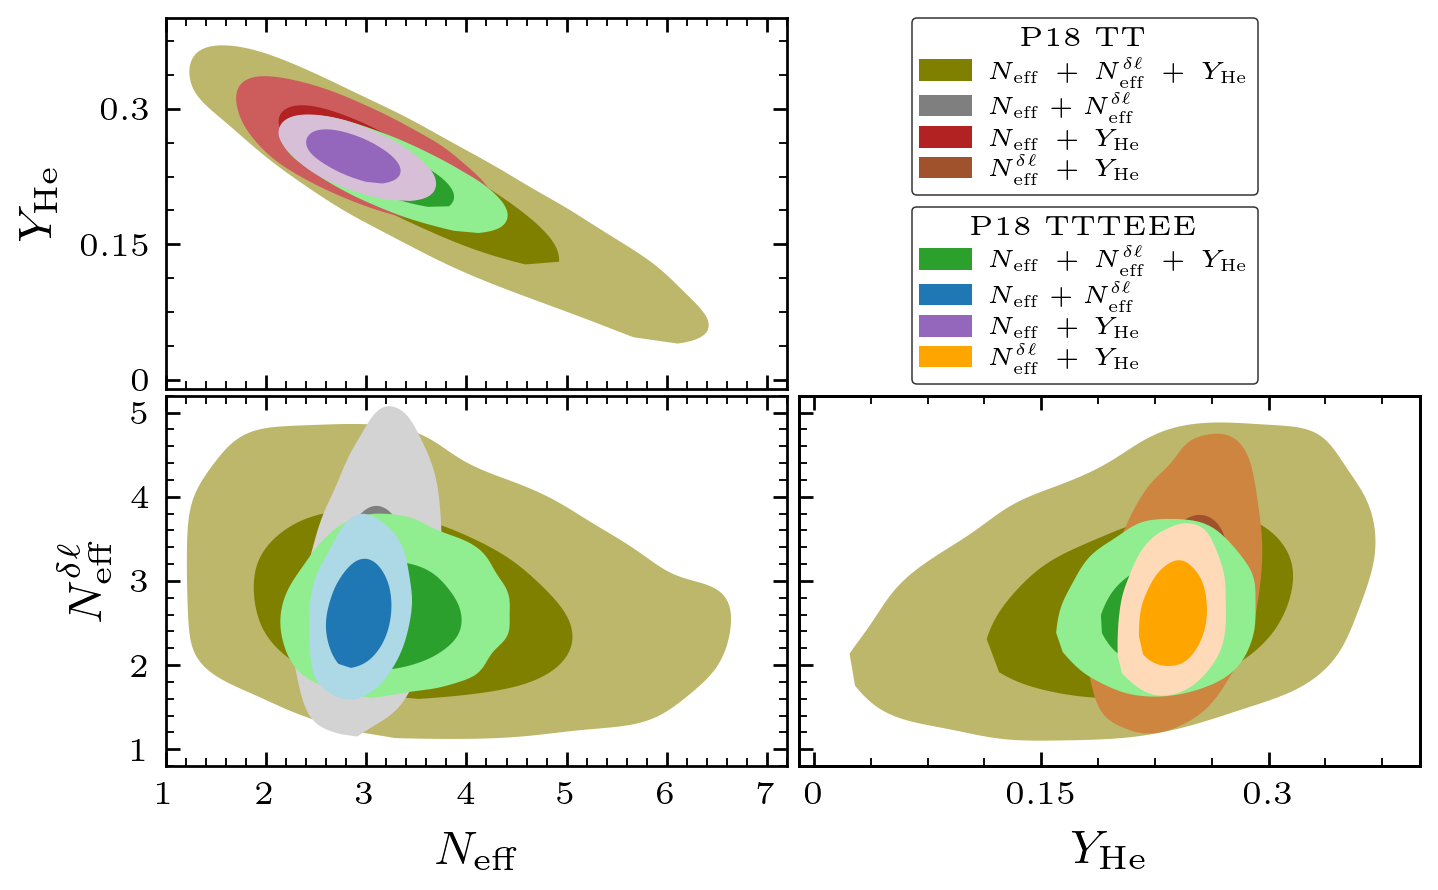 P18 TT
N_eff + N_eff^δℓ + Y_He
N_eff + N_eff^δℓ
N_eff + Y_He
N_eff^δℓ + Y_He
P18 TTTEEE
N_eff + N_eff^δℓ + Y_He
N_eff + N_eff^δℓ
N_eff + Y_He
N_eff^δℓ + Y_He
0.3
0.15
0
Y_He
5
4
3
2
1
N_eff^δℓ
1 2 3 4 5 6 7
N_eff
0 0.15 0.3
Y_He